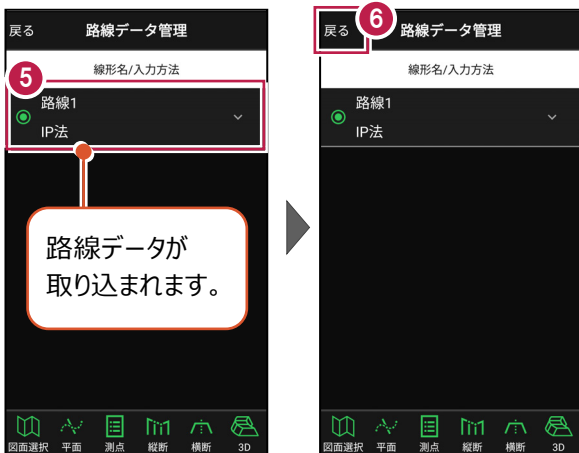 戻る 路線データ管理
線形名/入力方法
5
路線1
IP法
路線データが
取り込まれます。
図面選択 平面 測点 縦断 横断 3D
6
戻る 路線データ管理
線形名/入力方法
路線1
IP法
図面選択 平面 測点 縦断 横断 3D